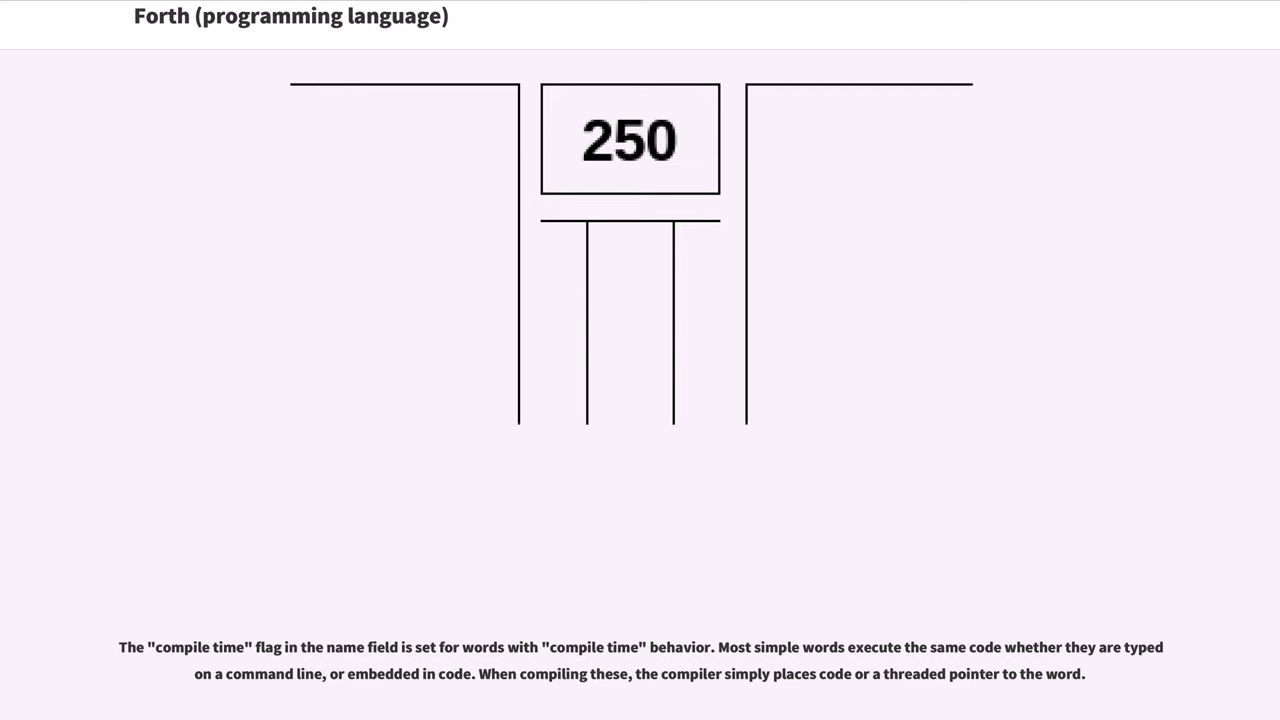 Forth (programming language)
250
The "compile time" flag in the name field is set for words with "compile time" behavior. Most simple words execute the same code whether they are typed
on a command line, or embedded in code. When compiling these, the compiler simply places code or a threaded pointer to the word.